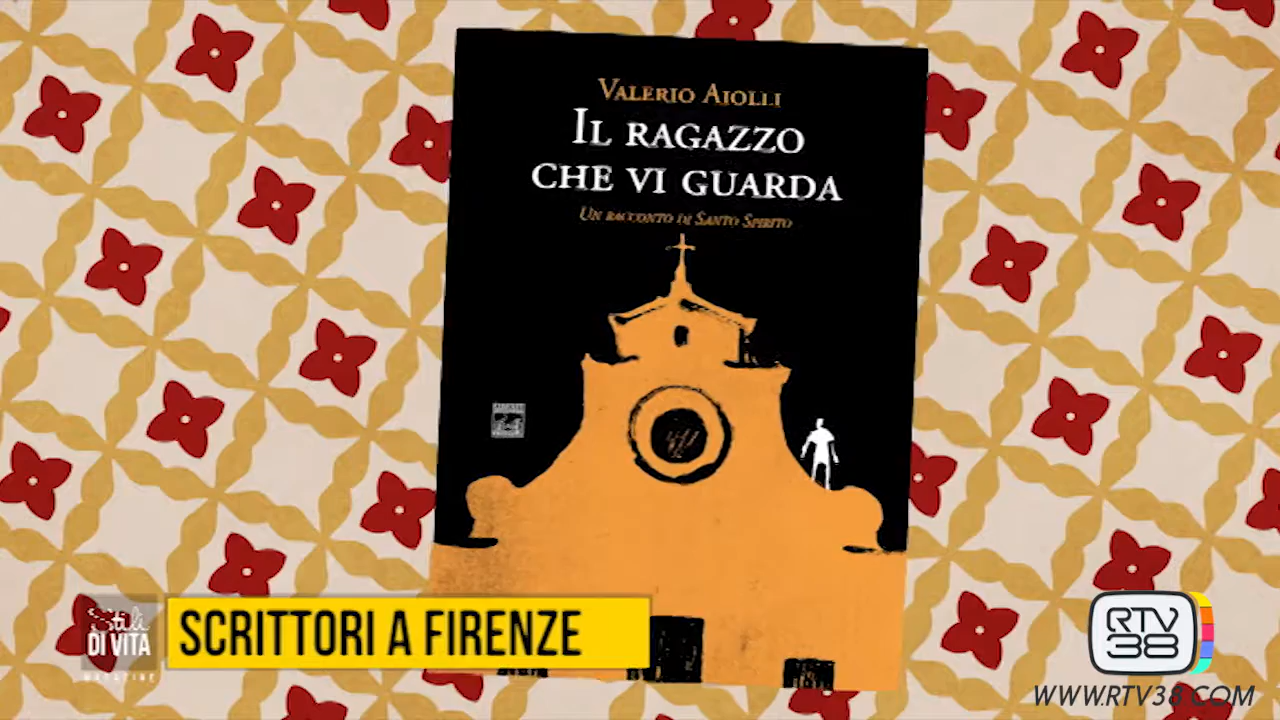 VALERIO AIOLLI
IL RAGAZZO
CHE VI GUARDA
UN RACCONTO DI SANTO SPIRITO
Stili
DI VITA
MAGAZINE
SCRITTORI A FIRENZE
RTV
38
WWW.RTV38.COM